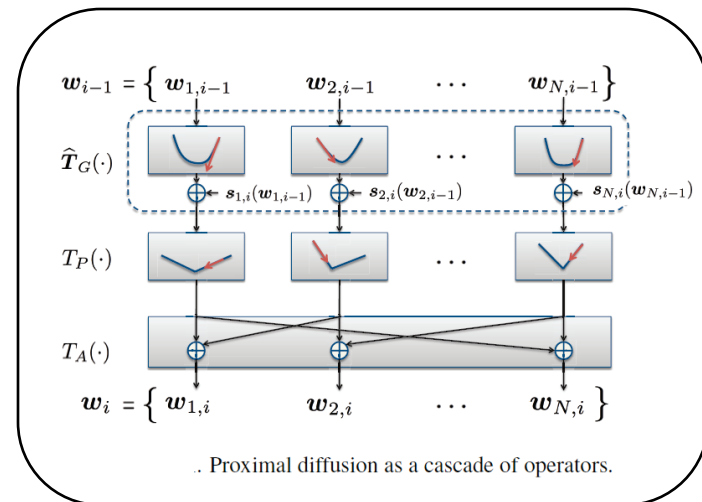 w_{i−1} = { w_{1,i−1} w_{2,i−1} ··· w_{N,i−1} }
T̂_G(·) ···
s_{1,i}(w_{1,i−1}) s_{2,i}(w_{2,i−1}) s_{N,i}(w_{N,i−1})
T_P(·) ···
T_A(·)
w_i = { w_{1,i} w_{2,i} ··· w_{N,i} }
.. Proximal diffusion as a cascade of operators.